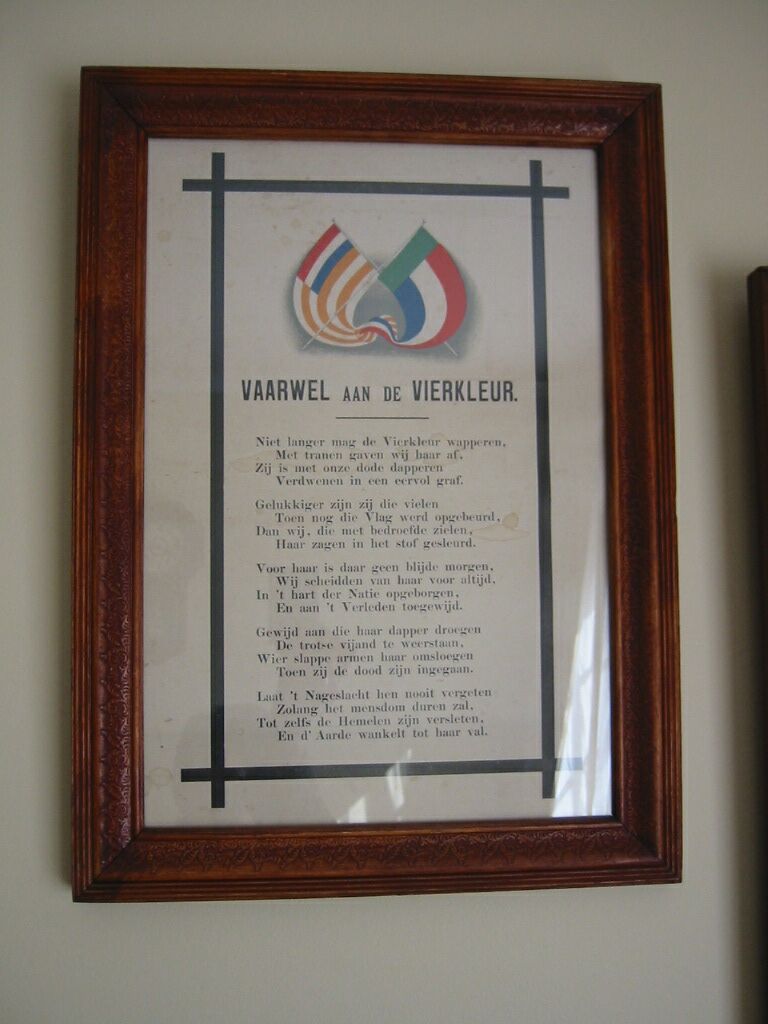 VAARWEL AAN DE VIERKLEUR.
Niet langer mag de Vierkleur wapperen,
Met tranen gaven wij haar af,
Zij is met onze dode dapperen
Verdwenen in een eervol graf.
Gelukkiger zijn zij die vielen
Toen nog die Vlag werd opgebeurd,
Dan wij, die met bedroefde zielen,
Haar zagen in het stof gesleurd.
Voor haar is daar geen blijde morgen,
Wij scheidden van haar voor altijd,
In 't hart der Natie opgeborgen,
En aan 't Verleden toegewijd.
Gewijd aan die haar dapper droegen
De trotse vijand te weerstaan,
Wier slappe armen haar omsloegen
Toen zij de dood zijn ingegaan.
Laat 't Nageslacht hen nooit vergeten
Zolang het mensdom duren zal,
Tot zelfs de Hemelen zijn versleten,
En d' Aarde wankelt tot haar val.